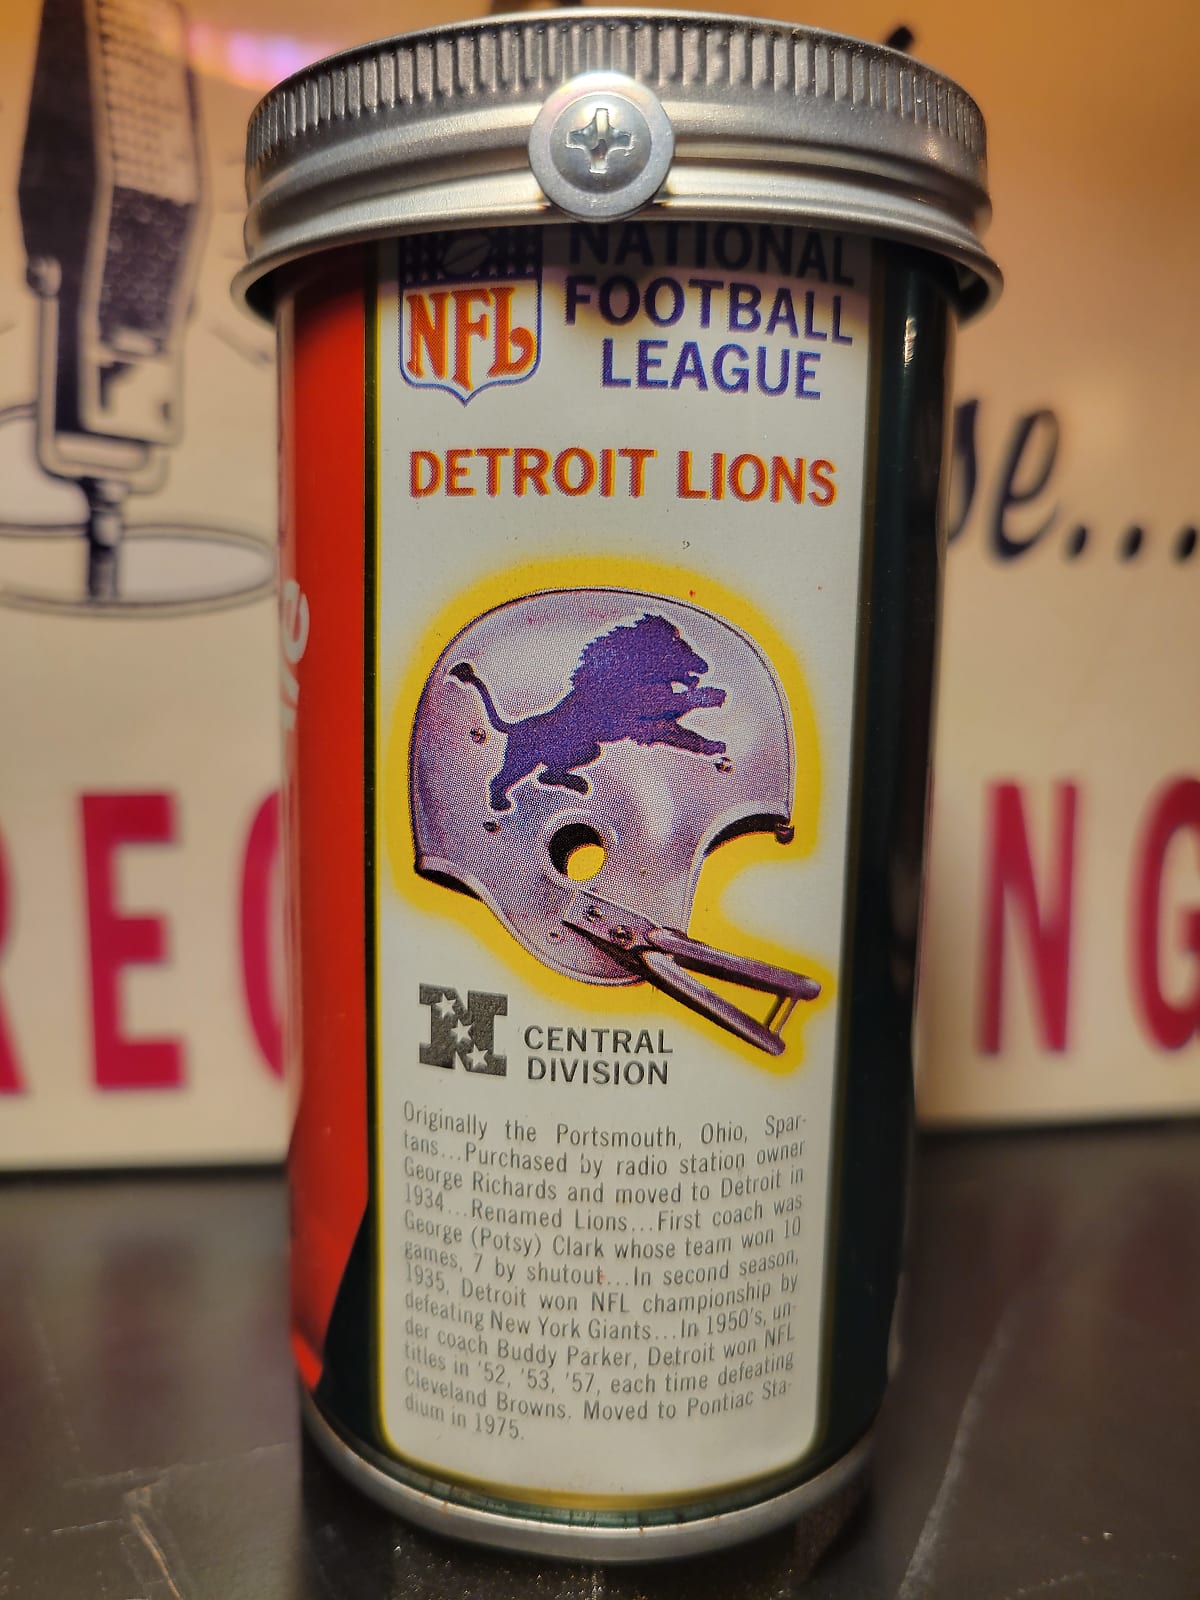 NFL
NATIONAL
FOOTBALL
LEAGUE
DETROIT LIONS
N
CENTRAL
DIVISION
Originally the Portsmouth, Ohio, Spar-
tans...Purchased by radio station owner
George Richards and moved to Detroit in
1934...Renamed Lions...First coach was
George (Potsy) Clark whose team won 10
games, 7 by shutout...In second season,
1935, Detroit won NFL championship by
defeating New York Giants...In 1950's, un-
der coach Buddy Parker, Detroit won NFL
titles in '52, '53, '57, each time defeating
Cleveland Browns. Moved to Pontiac Sta-
dium in 1975.
se...
REC
NG